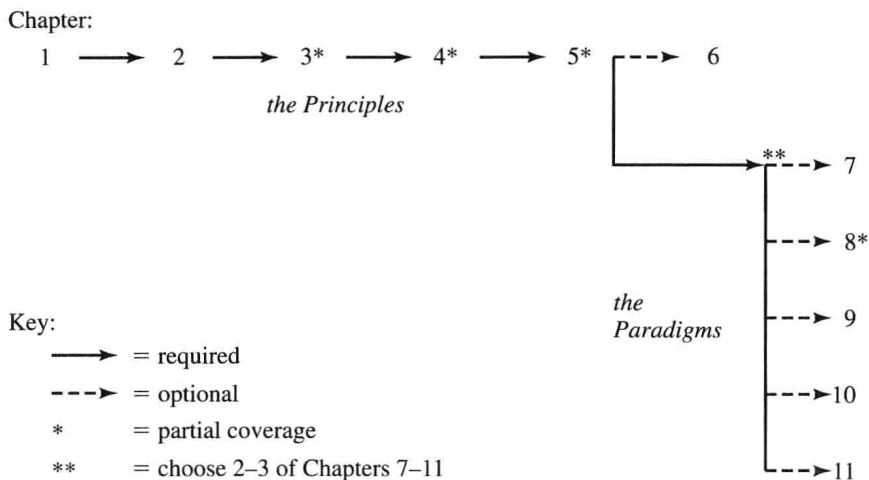 Chapter:
1 2 3* 4* 5* 6
the Principles
**
7
8*
the
Paradigms
9
10
11
Key:
= required
= optional
* = partial coverage
** = choose 2–3 of Chapters 7–11